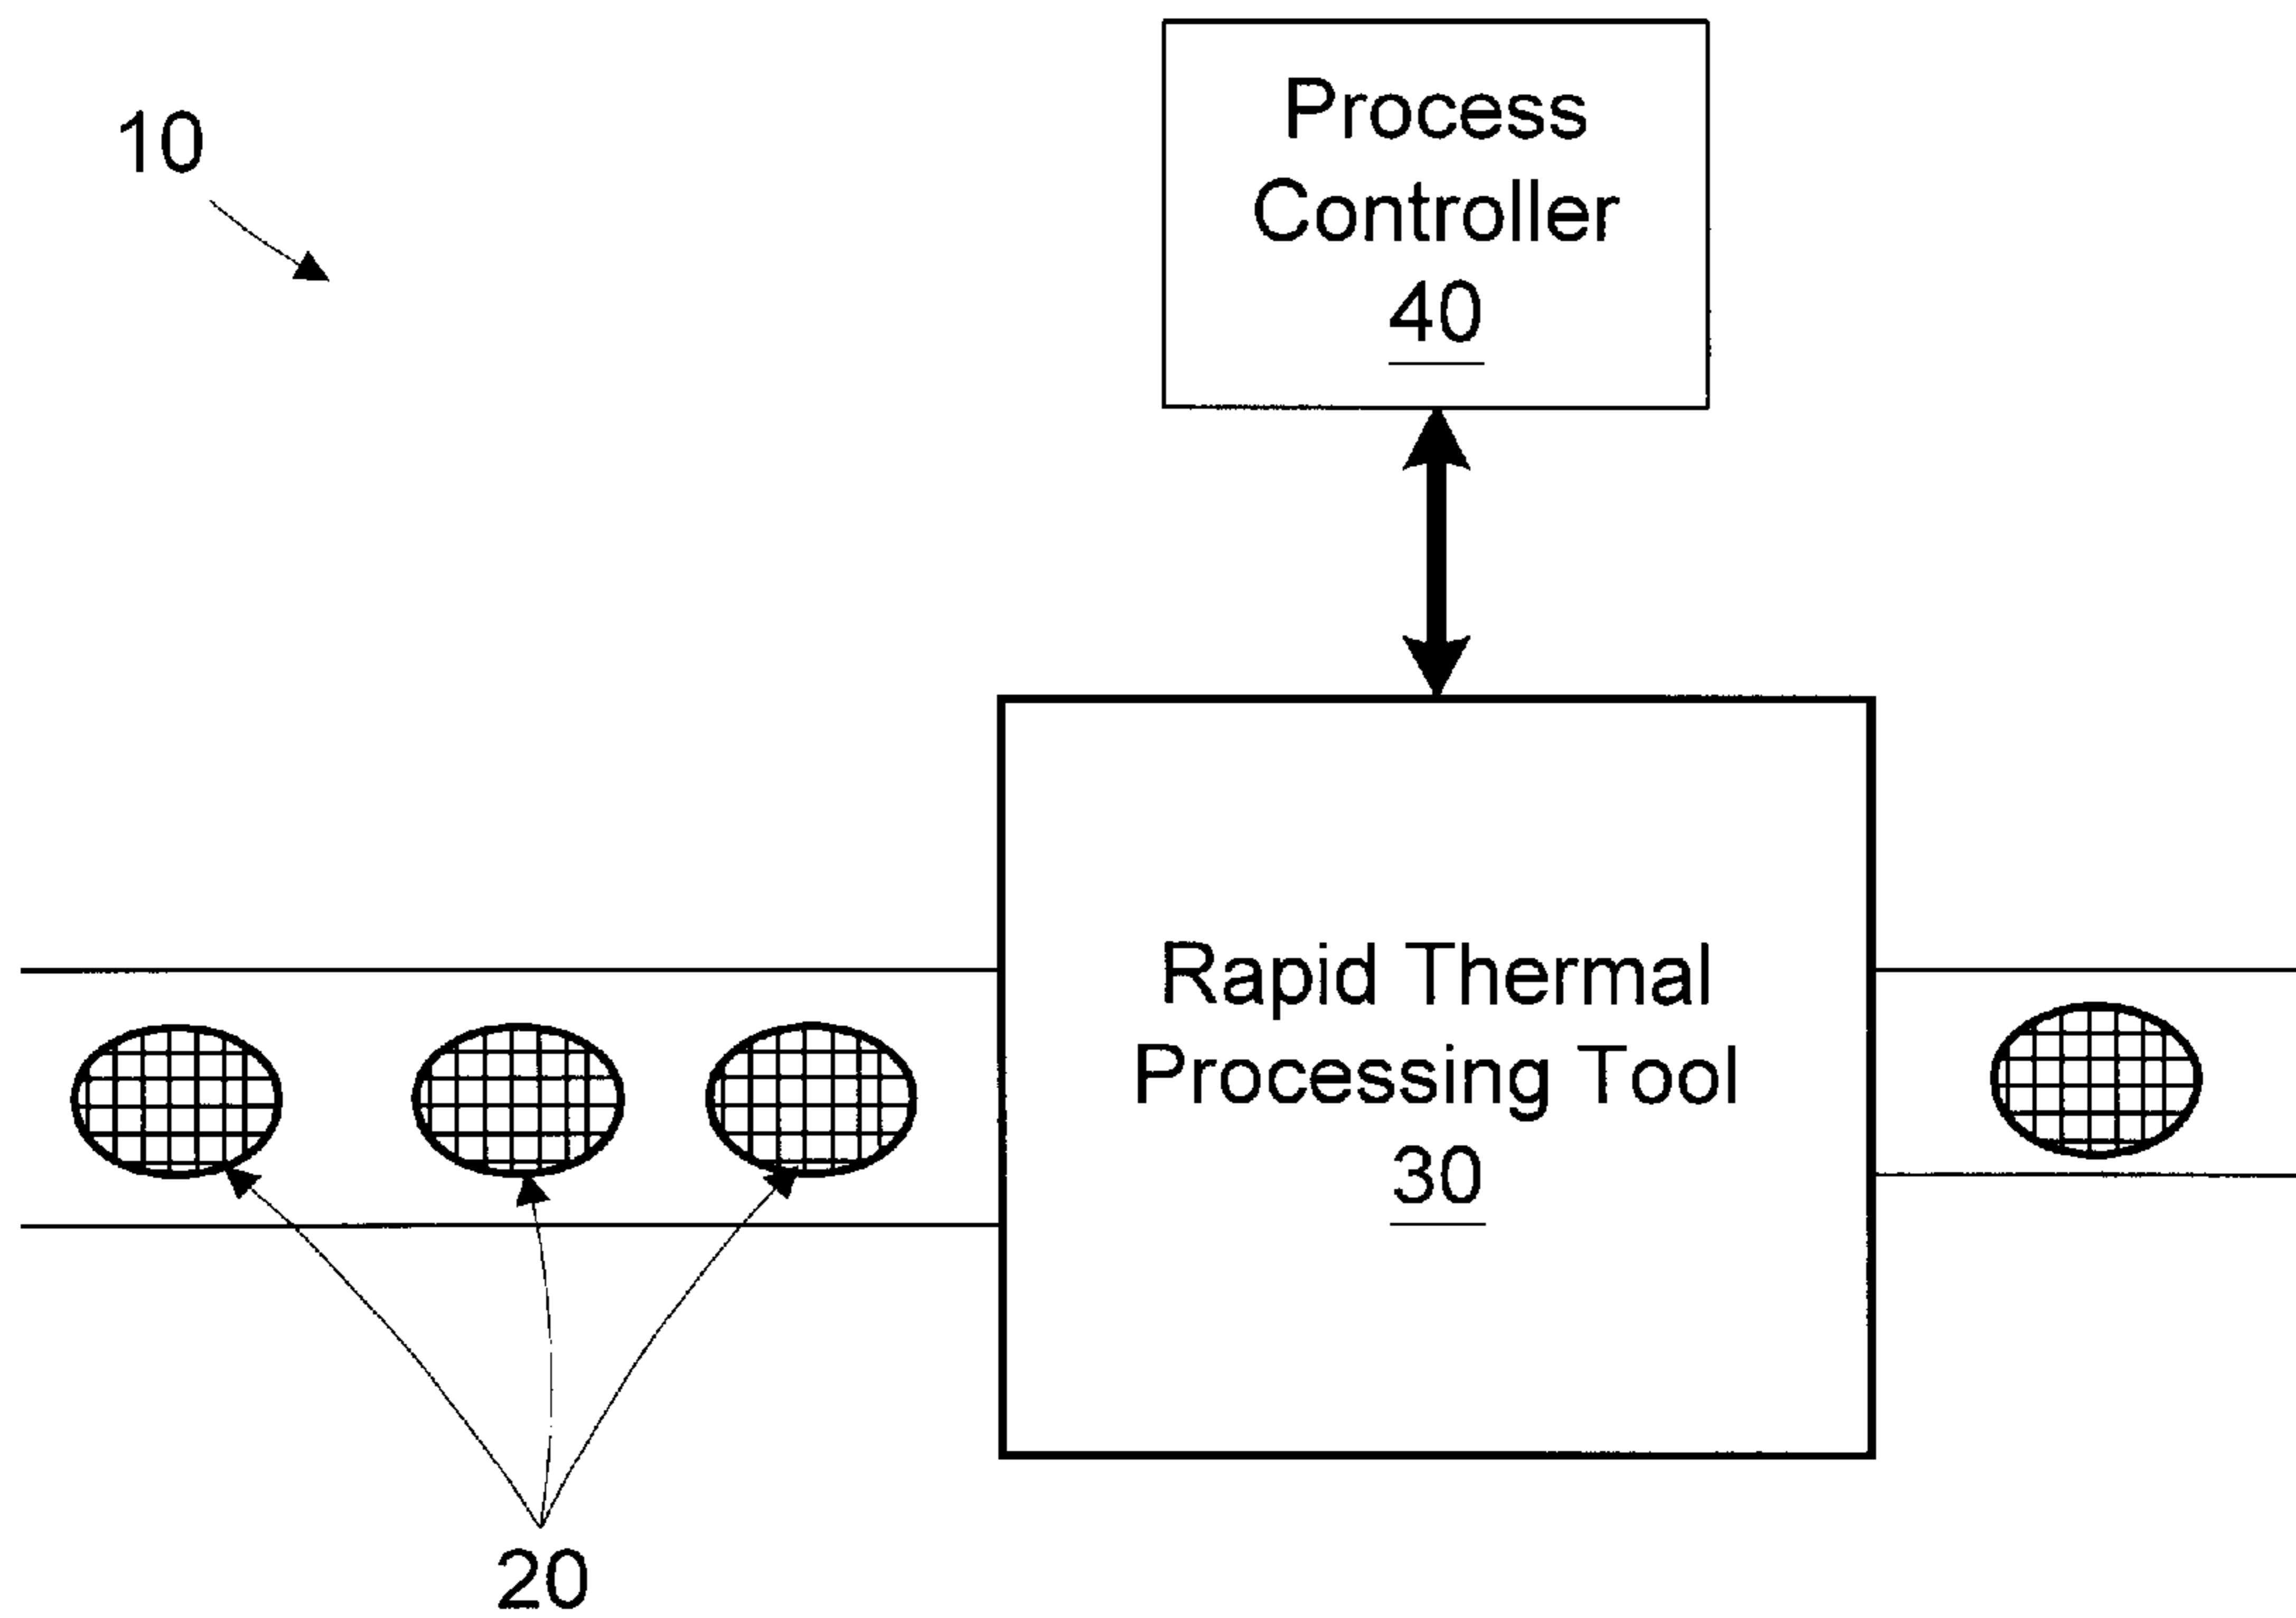 10
Process
Controller
40
Rapid Thermal
Processing Tool
30
20